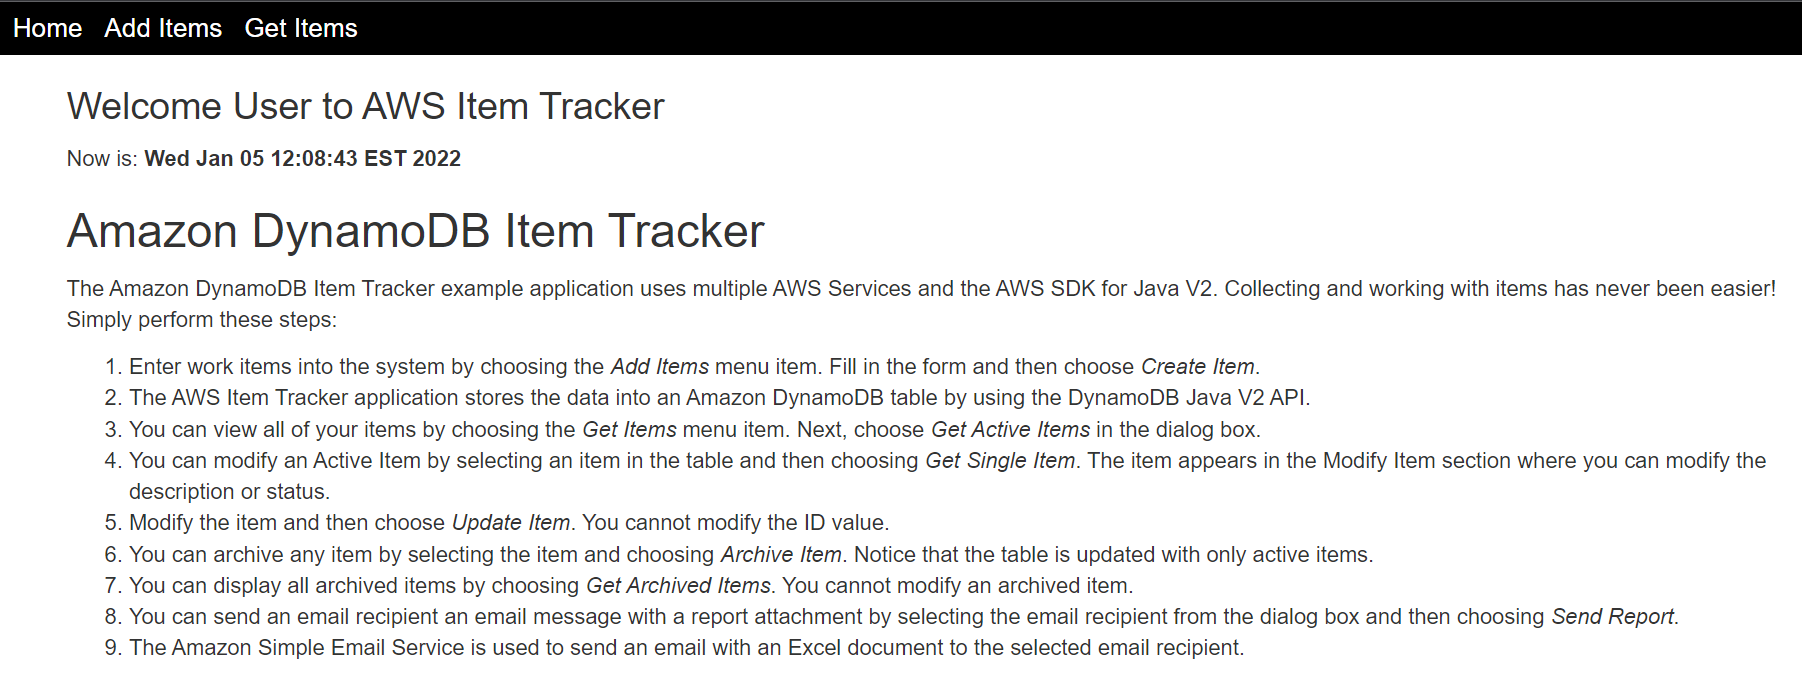 Home Add Items Get Items
Welcome User to AWS Item Tracker
Now is: Wed Jan 05 12:08:43 EST 2022
Amazon DynamoDB Item Tracker
The Amazon DynamoDB Item Tracker example application uses multiple AWS Services and the AWS SDK for Java V2. Collecting and working with items has never been easier!
Simply perform these steps:
1. Enter work items into the system by choosing the Add Items menu item. Fill in the form and then choose Create Item.
2. The AWS Item Tracker application stores the data into an Amazon DynamoDB table by using the DynamoDB Java V2 API.
3. You can view all of your items by choosing the Get Items menu item. Next, choose Get Active Items in the dialog box.
4. You can modify an Active Item by selecting an item in the table and then choosing Get Single Item. The item appears in the Modify Item section where you can modify the
description or status.
5. Modify the item and then choose Update Item. You cannot modify the ID value.
6. You can archive any item by selecting the item and choosing Archive Item. Notice that the table is updated with only active items.
7. You can display all archived items by choosing Get Archived Items. You cannot modify an archived item.
8. You can send an email recipient an email message with a report attachment by selecting the email recipient from the dialog box and then choosing Send Report.
9. The Amazon Simple Email Service is used to send an email with an Excel document to the selected email recipient.